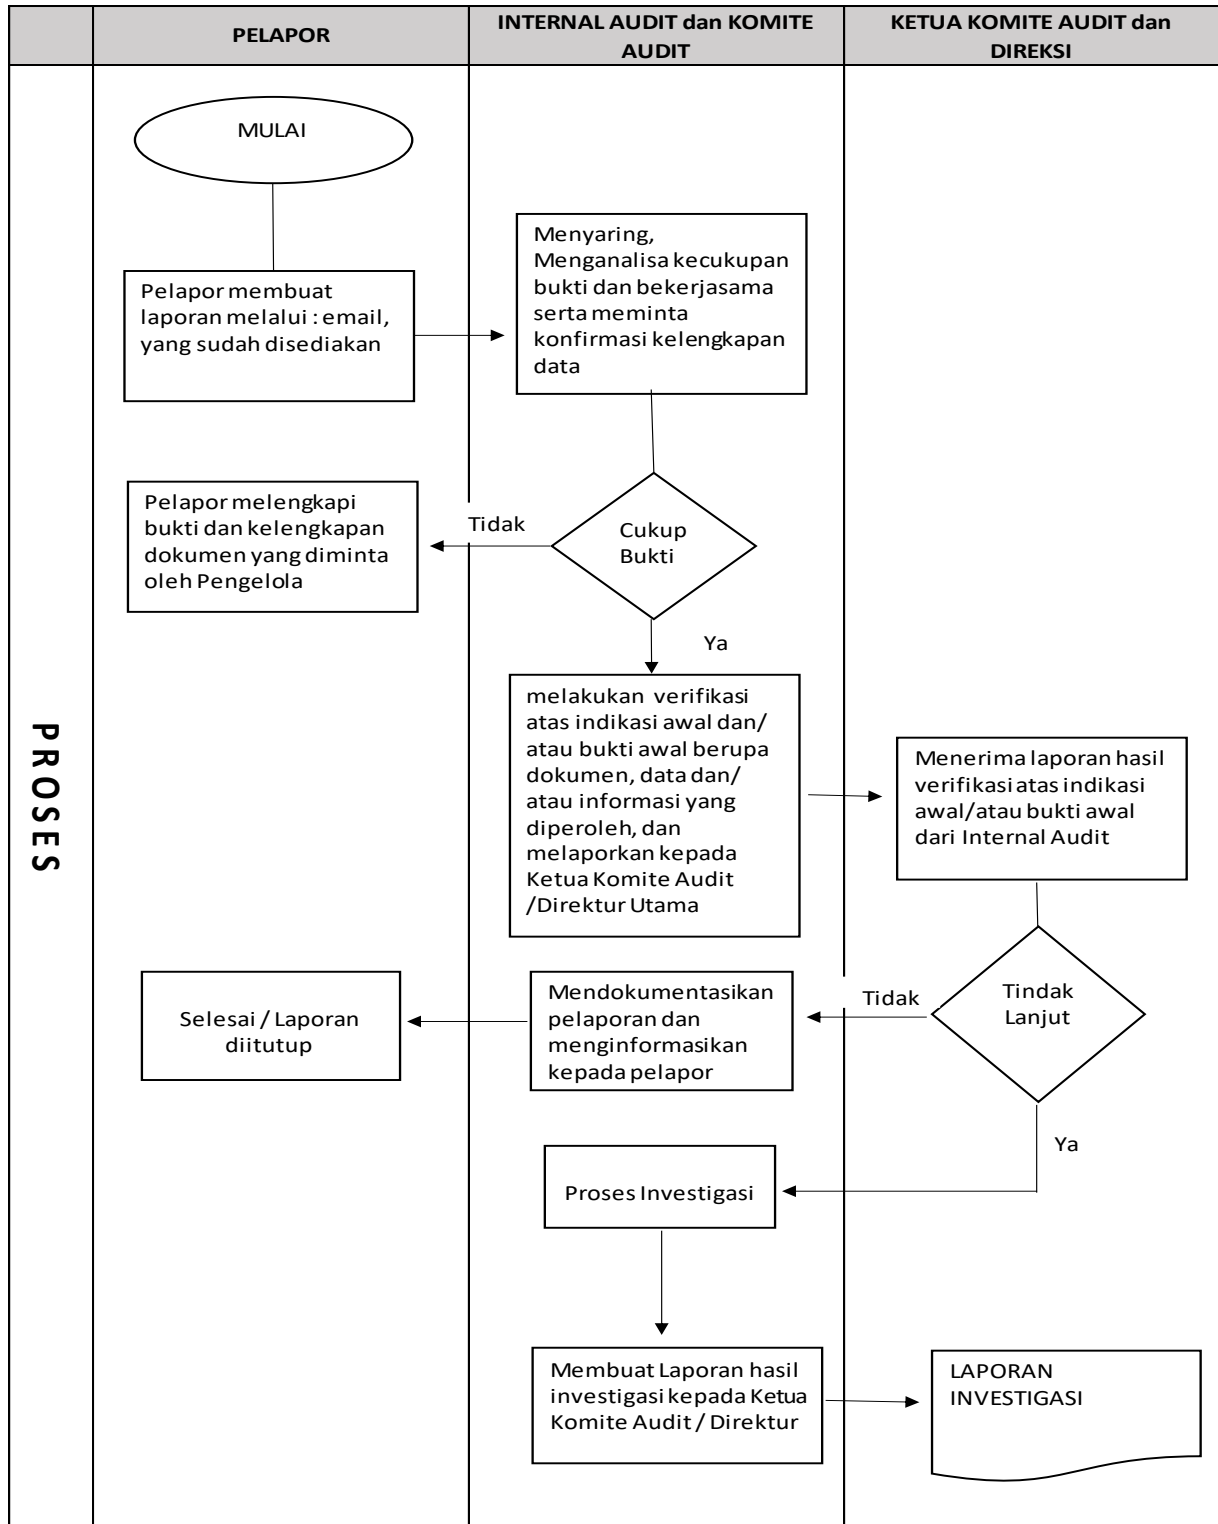 PELAPOR
INTERNAL AUDIT dan KOMITE
AUDIT
KETUA KOMITE AUDIT dan
DIREKSI
PROSES
MULAI
Pelapor membuat
laporan melalui : email,
yang sudah disediakan
Menyaring,
Menganalisa kecukupan
bukti dan bekerjasama
serta meminta
konfirmasi kelengkapan
data
Pelapor melengkapi
bukti dan kelengkapan
dokumen yang diminta
oleh Pengelola
Tidak
Cukup
Bukti
Ya
melakukan verifikasi
atas indikasi awal dan/
atau bukti awal berupa
dokumen, data dan/
atau informasi yang
diperoleh, dan
melaporkan kepada
Ketua Komite Audit
/Direktur Utama
Menerima laporan hasil
verifikasi atas indikasi
awal/atau bukti awal
dari Internal Audit
Selesai / Laporan
diitutup
Mendokumentasikan
pelaporan dan
menginformasikan
kepada pelapor
Tidak
Tindak
Lanjut
Ya
Proses Investigasi
Membuat Laporan hasil
investigasi kepada Ketua
Komite Audit / Direktur
LAPORAN
INVESTIGASI